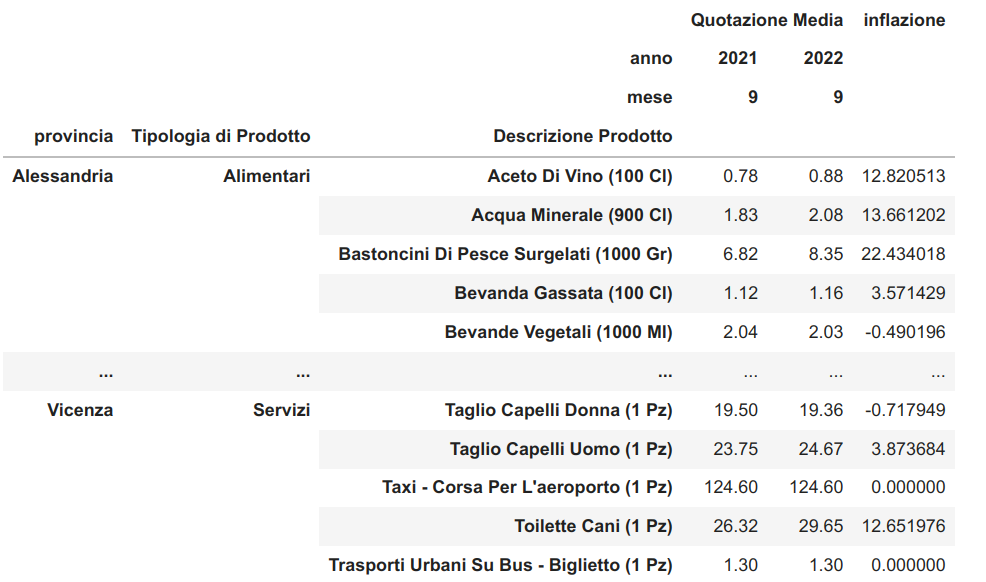 Quotazione Media inflazione
anno 2021 2022
mese 9 9
provincia Tipologia di Prodotto Descrizione Prodotto
Alessandria Alimentari Aceto Di Vino (100 Cl) 0.78 0.88 12.820513
Acqua Minerale (900 Cl) 1.83 2.08 13.661202
Bastoncini Di Pesce Surgelati (1000 Gr) 6.82 8.35 22.434018
Bevanda Gassata (100 Cl) 1.12 1.16 3.571429
Bevande Vegetali (1000 Ml) 2.04 2.03 -0.490196
... ... ... ... ... ...
Vicenza Servizi Taglio Capelli Donna (1 Pz) 19.50 19.36 -0.717949
Taglio Capelli Uomo (1 Pz) 23.75 24.67 3.873684
Taxi - Corsa Per L'aeroporto (1 Pz) 124.60 124.60 0.000000
Toilette Cani (1 Pz) 26.32 29.65 12.651976
Trasporti Urbani Su Bus - Biglietto (1 Pz) 1.30 1.30 0.000000